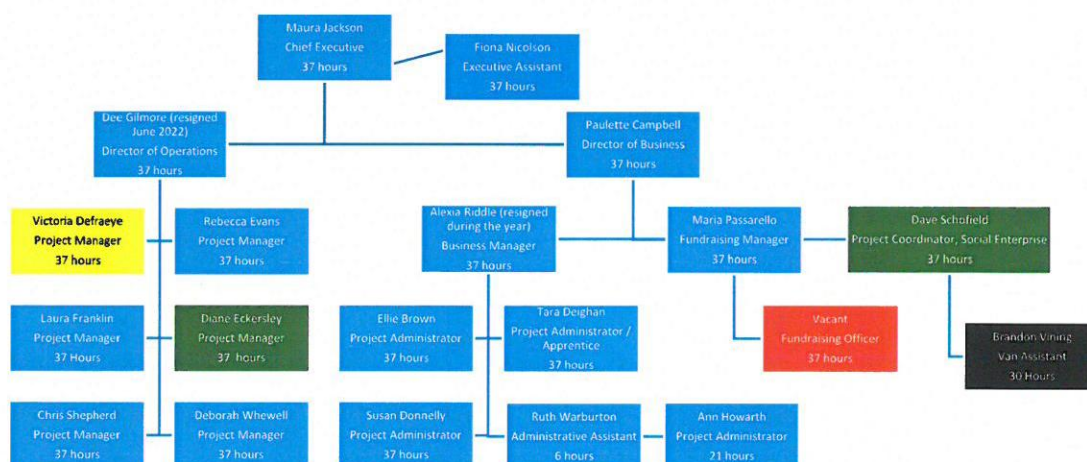 Maura Jackson
Chief Executive
37 hours
Fiona Nicolson
Executive Assistant
37 hours
Dee Gilmore (resigned
June 2022)
Director of Operations
37 hours
Paulette Campbell
Director of Business
37 hours
Victoria Defraeye
Project Manager
37 hours
Rebecca Evans
Project Manager
37 hours
Alexia Riddle (resigned
during the year)
Business Manager
37 hours
Maria Passarello
Fundraising Manager
37 hours
Dave Schofield
Project Coordinator, Social Enterprise
37 hours
Laura Franklin
Project Manager
37 Hours
Diane Eckersley
Project Manager
37 hours
Ellie Brown
Project Administrator
37 hours
Tara Deighan
Project Administrator /
Apprentice
37 hours
Vacant
Fundraising Officer
37 hours
Brandon Vining
Van Assistant
30 Hours
Chris Shepherd
Project Manager
37 hours
Deborah Whewell
Project Manager
37 hours
Susan Donnelly
Project Administrator
37 hours
Ruth Warburton
Administrative Assistant
6 hours
Ann Howarth
Project Administrator
21 hours